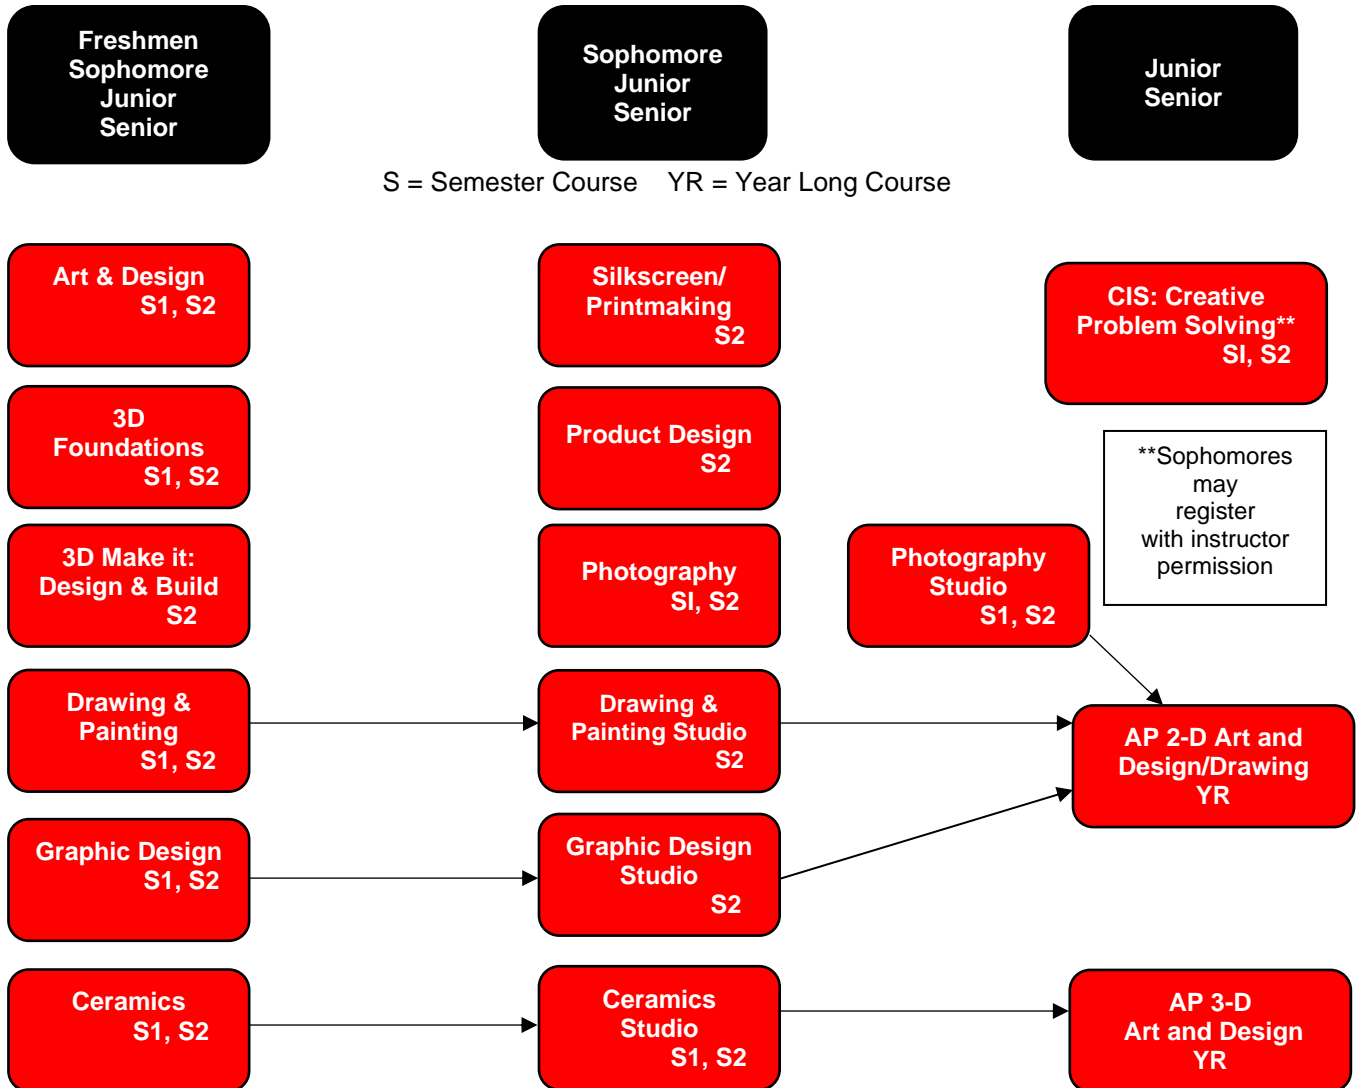 Freshmen
Sophomore
Junior
Senior
Sophomore
Junior
Senior
Junior
Senior
S = Semester Course    YR = Year Long Course
Art & Design
S1, S2
Silkscreen/
Printmaking
S2
CIS: Creative
Problem Solving**
SI, S2
3D
Foundations
S1, S2
Product Design
S2
**Sophomores
may
register
with instructor
permission
3D Make it:
Design & Build
S2
Photography
SI, S2
Photography
Studio
S1, S2
Drawing &
Painting
S1, S2
Drawing &
Painting Studio
S2
AP 2-D Art and
Design/Drawing
YR
Graphic Design
S1, S2
Graphic Design
Studio
S2
Ceramics
S1, S2
Ceramics
Studio
S1, S2
AP 3-D
Art and Design
YR